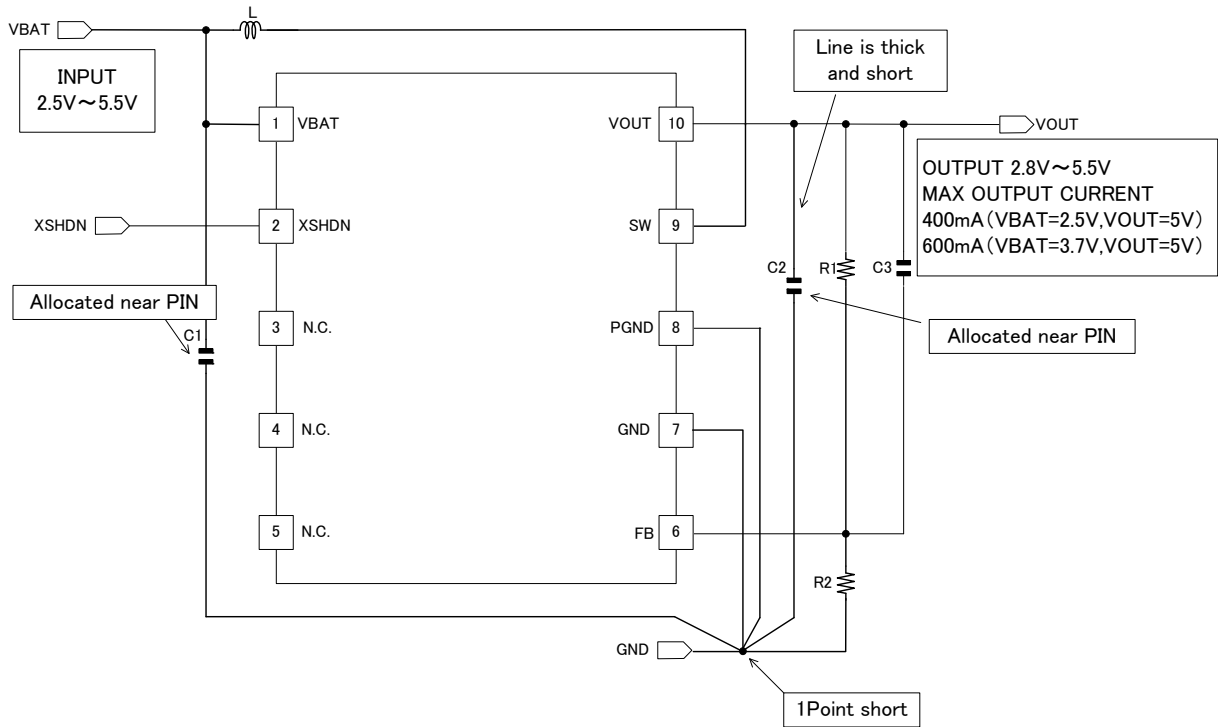 L
VBAT
INPUT
2.5V～5.5V
Line is thick
and short
1
VBAT
VOUT
10
VOUT
OUTPUT 2.8V～5.5V
MAX OUTPUT CURRENT
400mA(VBAT=2.5V,VOUT=5V)
600mA(VBAT=3.7V,VOUT=5V)
XSHDN
2
XSHDN
SW
9
C2
R1
C3
Allocated near PIN
C1
3
N.C.
PGND
8
Allocated near PIN
4
N.C.
GND
7
5
N.C.
FB
6
R2
GND
1Point short